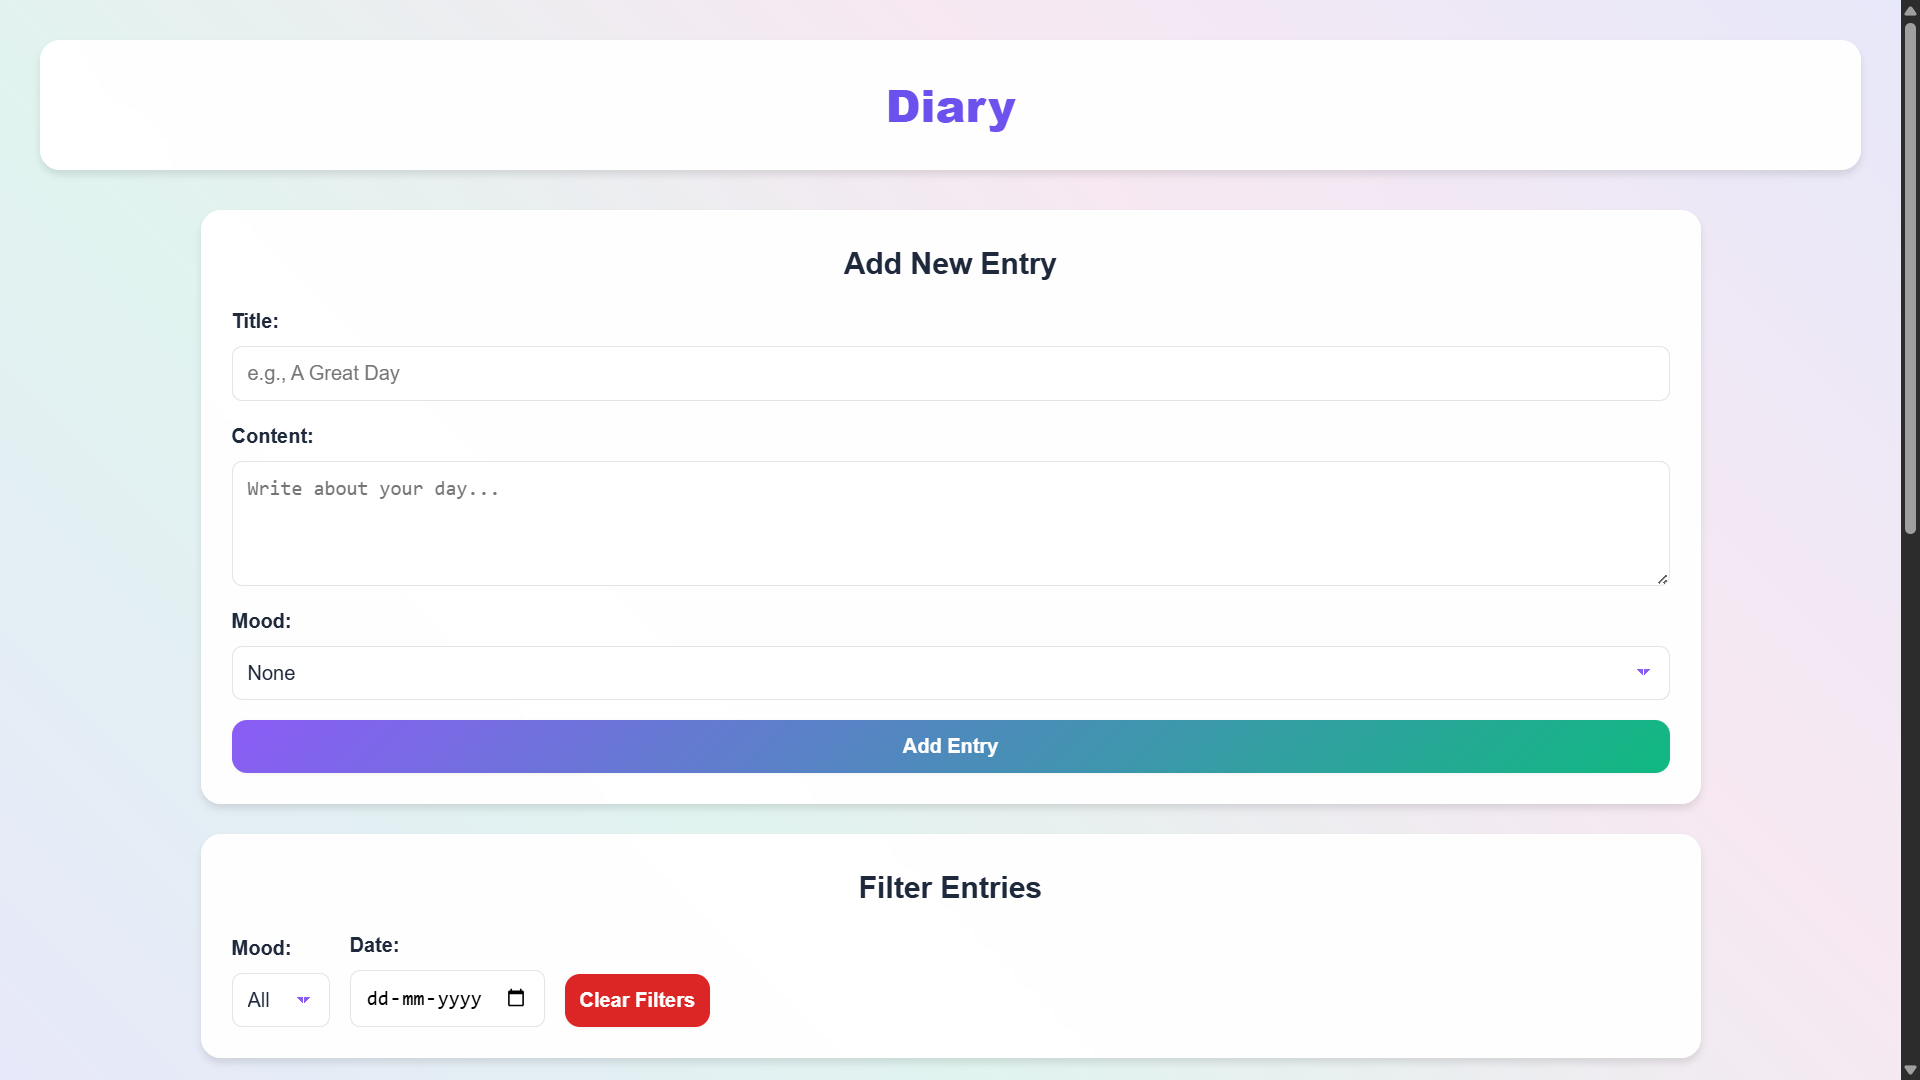 Diary
Add New Entry
Title:
e.g., A Great Day
Content:
Write about your day...
Mood:
None
Add Entry
Filter Entries
Mood:
Date:
All
dd-mm-yyyy
Clear Filters